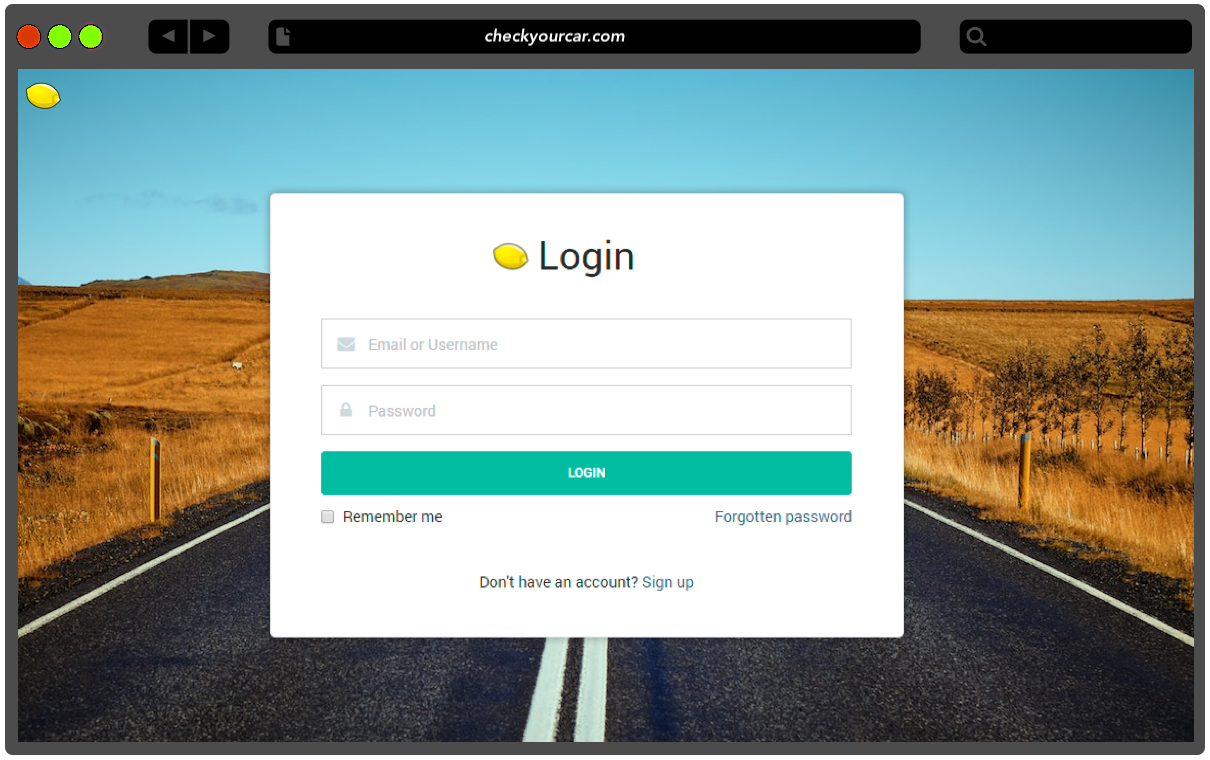 checkyourcar.com
Login
Email or Username
Password
LOGIN
Remember me
Forgotten password
Don't have an account? Sign up